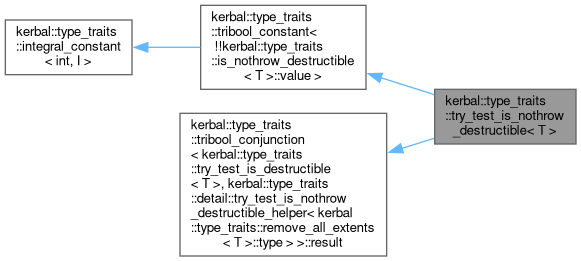 kerbal::type_traits
::integral_constant
< int, I >
kerbal::type_traits
::tribool_constant<
!!kerbal::type_traits
::is_nothrow_destructible
< T >::value >
kerbal::type_traits
::try_test_is_nothrow
_destructible< T >
kerbal::type_traits
::tribool_conjunction
< kerbal::type_traits
::try_test_is_destructible
< T >, kerbal::type_traits
::detail::try_test_is_nothrow
_destructible_helper< kerbal
::type_traits::remove_all_extents
< T >::type > >::result